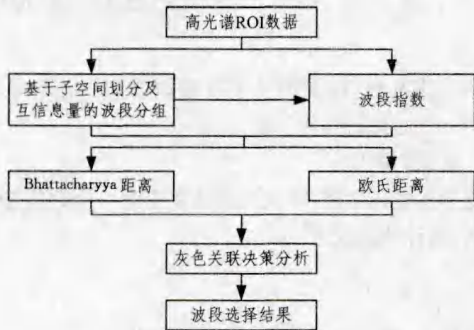 高光谱ROI数据
基于子空间划分及
互信息量的波段分组
波段指数
Bhattacharyya 距离
欧氏距离
灰色关联决策分析
波段选择结果